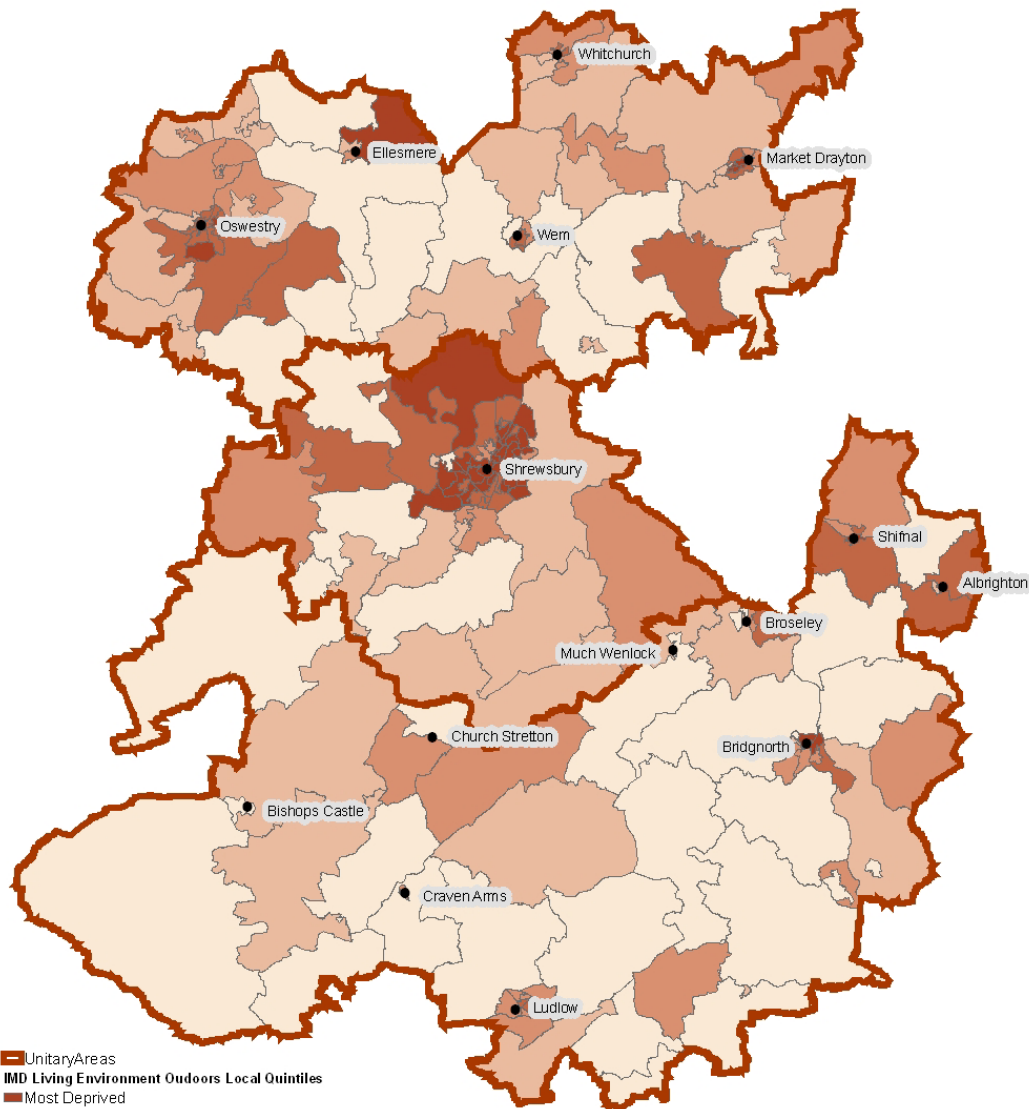 Whitchurch
Ellesmere
Market Drayton
Oswestry
Wem
Shrewsbury
Shifnal
Albrighton
Broseley
Much Wenlock
Church Stretton
Bridgnorth
Bishops Castle
Craven Arms
Ludlow
UnitaryAreas
IMD Living Environment Oudoors Local Quintiles
Most Deprived